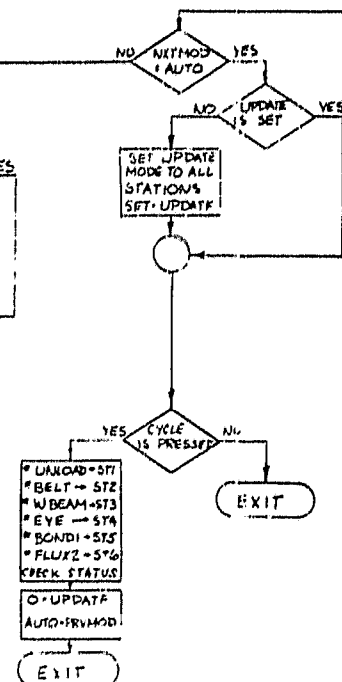 NO
NXTMOD
YES
: AUTO
NO
UPDATE
IS SET
YES
YES
SET UPDATE
MODE TO ALL
STATIONS
SET→UPDATE
YES
CYCLE
IS PRESSED
NO
* UNLOAD→ST1
* BELT → ST2
* WBEAM→ST3
* EYE → ST4
* BOND1→ST5
* FLUX2→ST6
CHECK STATUS
EXIT
0→UPDATE
AUTO→PRVMOD
EXIT